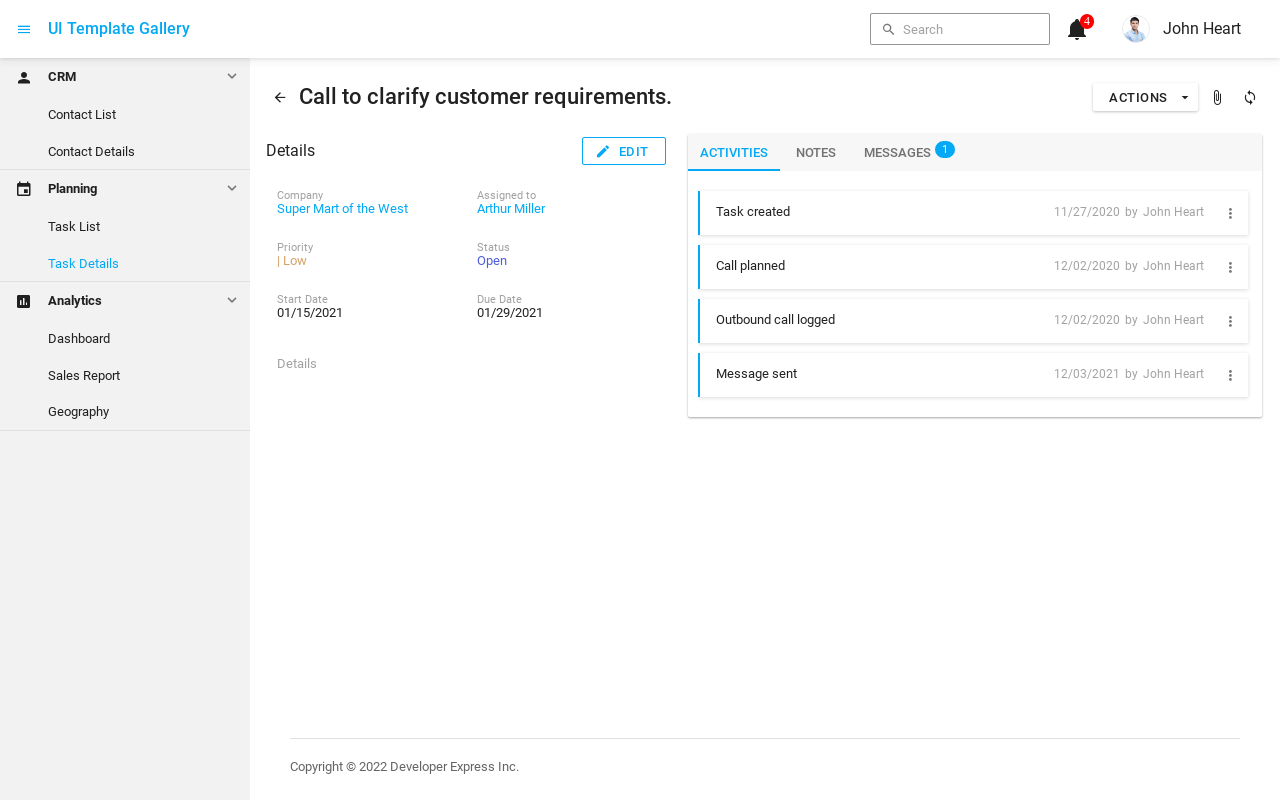 UI Template Gallery
Search
4
John Heart
CRM
Contact List
Contact Details
Planning
Task List
Task Details
Analytics
Dashboard
Sales Report
Geography
Call to clarify customer requirements.
ACTIONS
Details
EDIT
Company
Super Mart of the West
Assigned to
Arthur Miller
Priority
| Low
Status
Open
Start Date
01/15/2021
Due Date
01/29/2021
Details
ACTIVITIES
NOTES
MESSAGES 1
Task created 11/27/2020 by John Heart
Call planned 12/02/2020 by John Heart
Outbound call logged 12/02/2020 by John Heart
Message sent 12/03/2021 by John Heart
Copyright © 2022 Developer Express Inc.